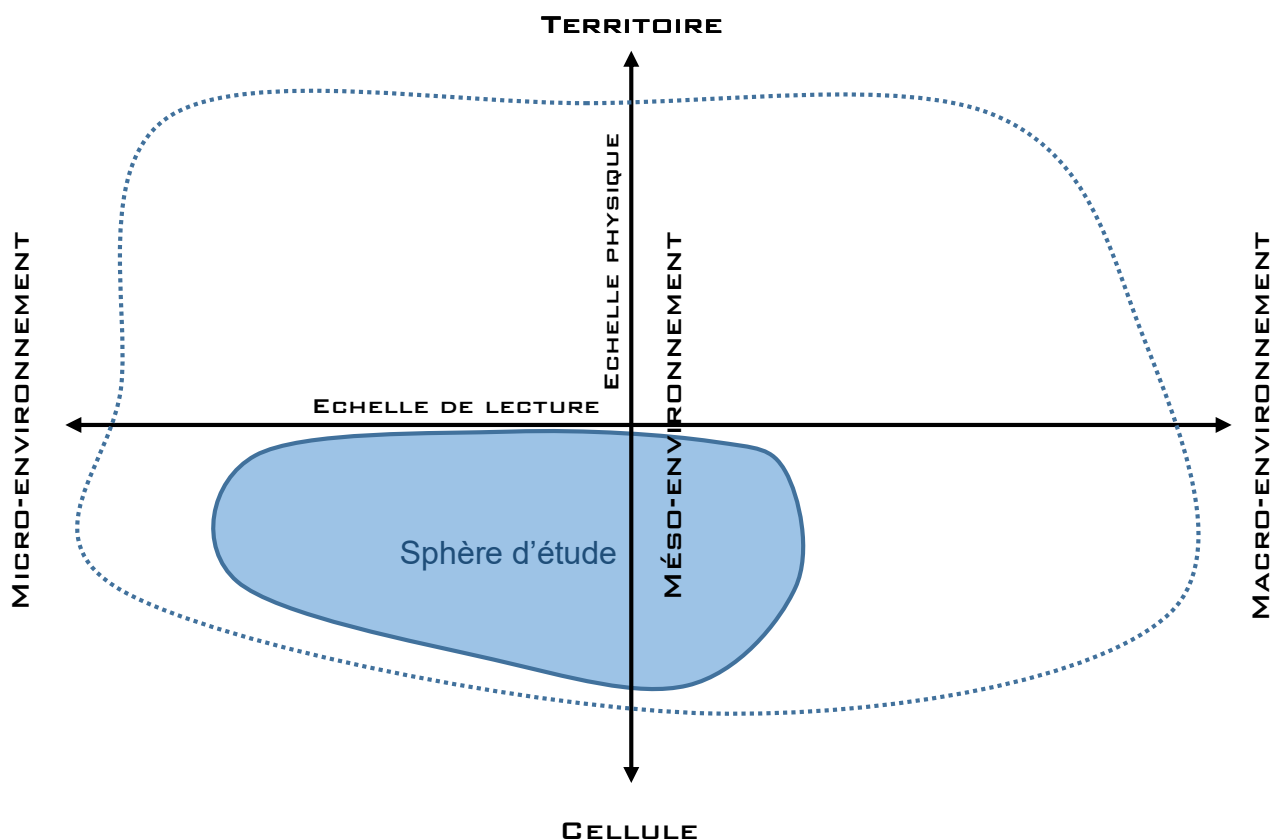 Territoire
Echelle physique
Micro-environnement
Méso-environnement
Macro-environnement
Echelle de lecture
Sphère d’étude
Cellule